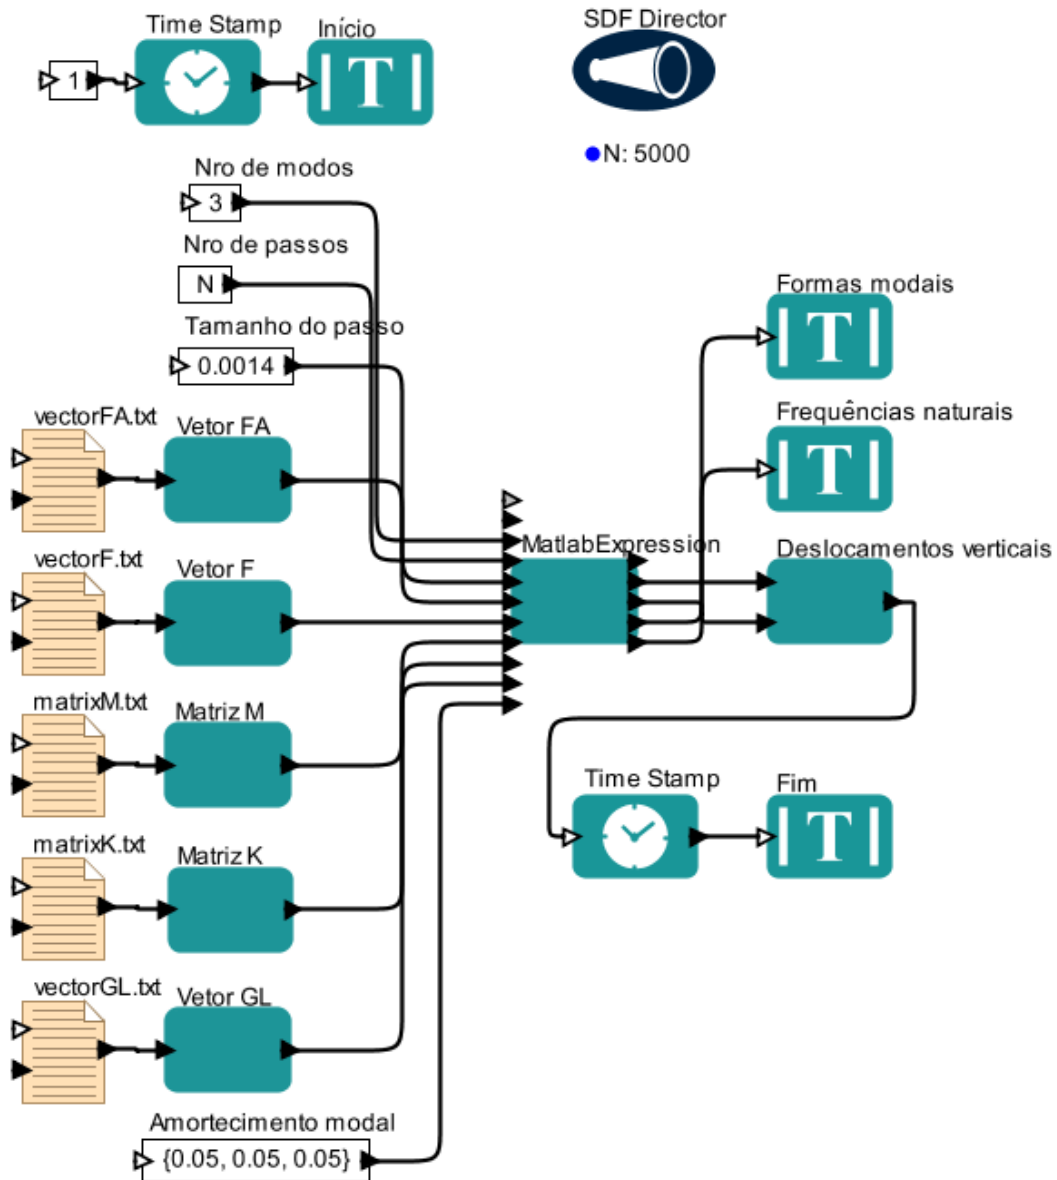 Time Stamp
Início
SDF Director
1
T
N: 5000
Nro de modos
3
Nro de passos
N
Tamanho do passo
0.0014
Formas modais
T
Frequências naturais
T
vectorFA.txt
Vetor FA
MatlabExpression
Deslocamentos verticais
vectorF.txt
Vetor F
matrixM.txt
Matriz M
Time Stamp
Fim
T
matrixK.txt
Matriz K
vectorGL.txt
Vetor GL
Amortecimento modal
{0.05, 0.05, 0.05}